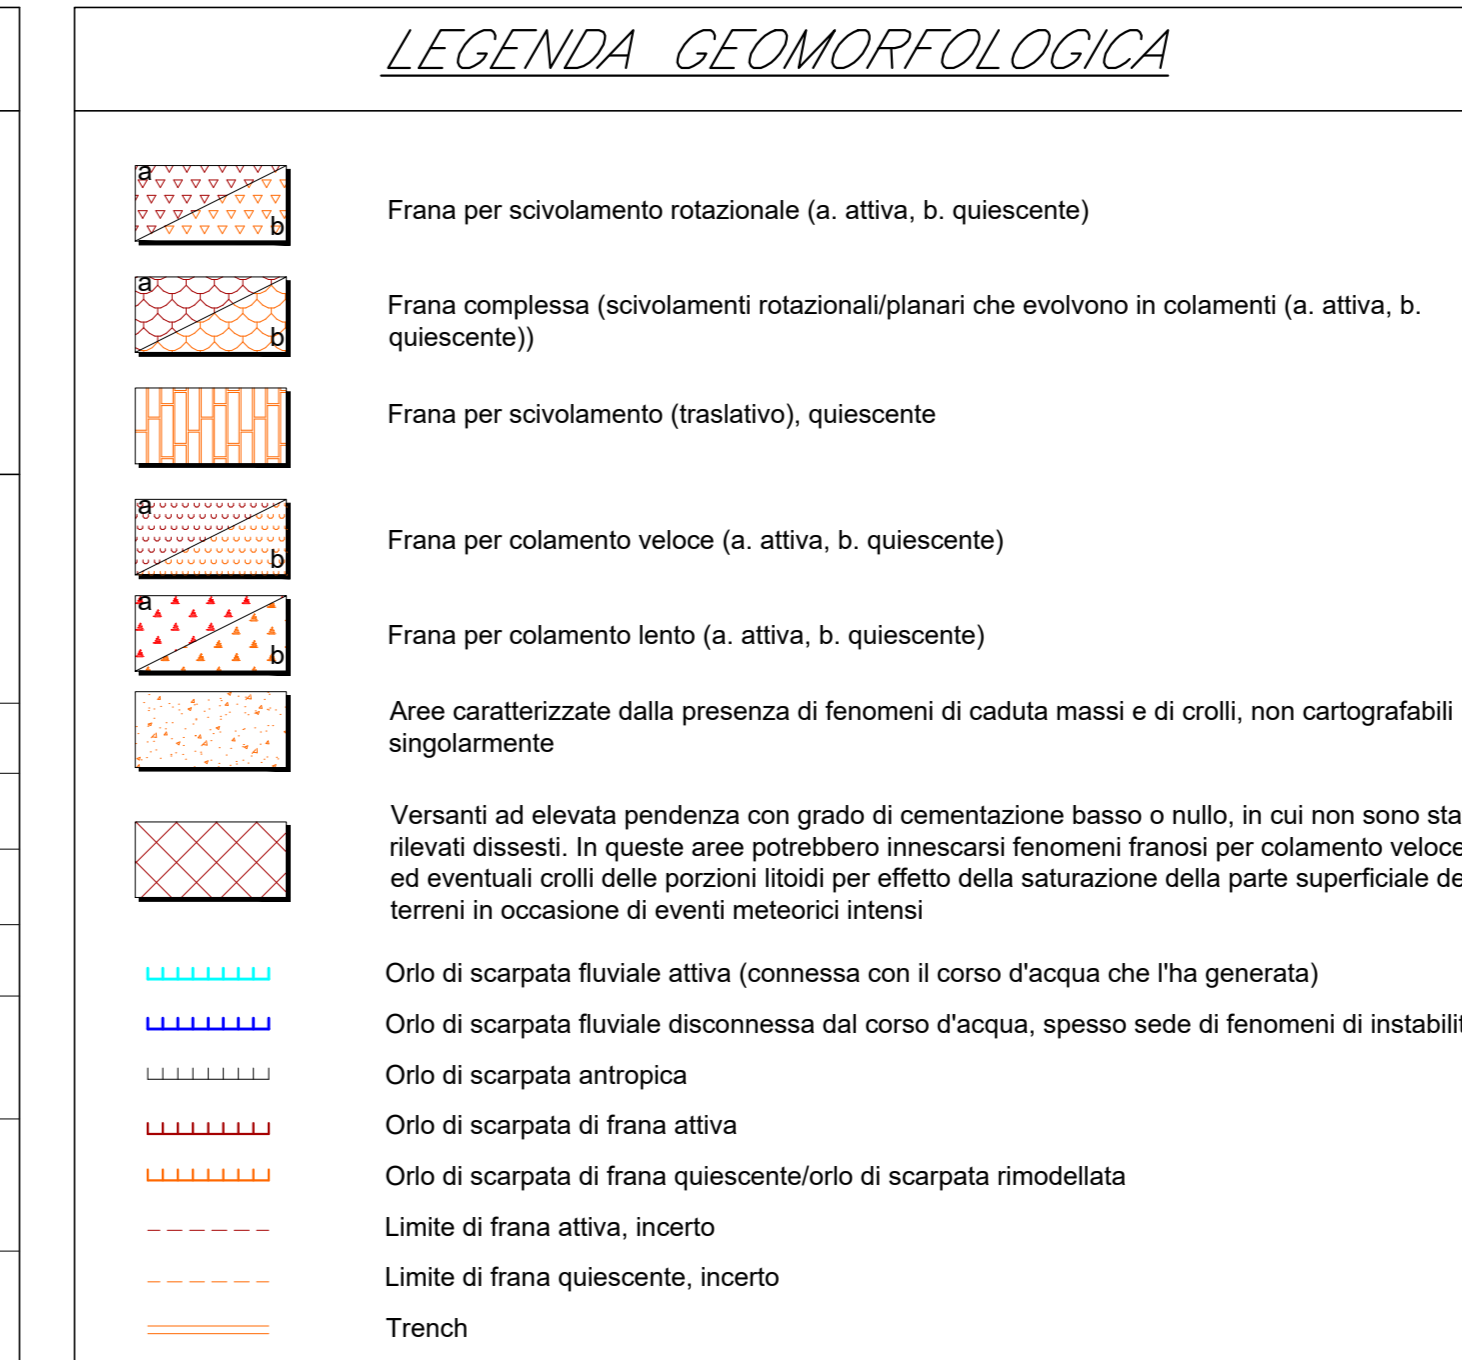 LEGENDA GEOMORFOLOGICA
a
b
Frana per scivolamento rotazionale (a. attiva, b. quiescente)
a
b
Frana complessa (scivolamenti rotazionali/planari che evolvono in colamenti (a. attiva, b.
quiescente))
Frana per scivolamento (traslativo), quiescente
a
b
Frana per colamento veloce (a. attiva, b. quiescente)
a
b
Frana per colamento lento (a. attiva, b. quiescente)
Aree caratterizzate dalla presenza di fenomeni di caduta massi e di crolli, non cartografabili
singolarmente
Versanti ad elevata pendenza con grado di cementazione basso o nullo, in cui non sono sta
rilevati dissesti. In queste aree potrebbero innescarsi fenomeni franosi per colamento veloce
ed eventuali crolli delle porzioni litoidi per effetto della saturazione della parte superficiale de
terreni in occasione di eventi meteorici intensi
Orlo di scarpata fluviale attiva (connessa con il corso d'acqua che l'ha generata)
Orlo di scarpata fluviale disconnessa dal corso d'acqua, spesso sede di fenomeni di instabilit
Orlo di scarpata antropica
Orlo di scarpata di frana attiva
Orlo di scarpata di frana quiescente/orlo di scarpata rimodellata
Limite di frana attiva, incerto
Limite di frana quiescente, incerto
Trench